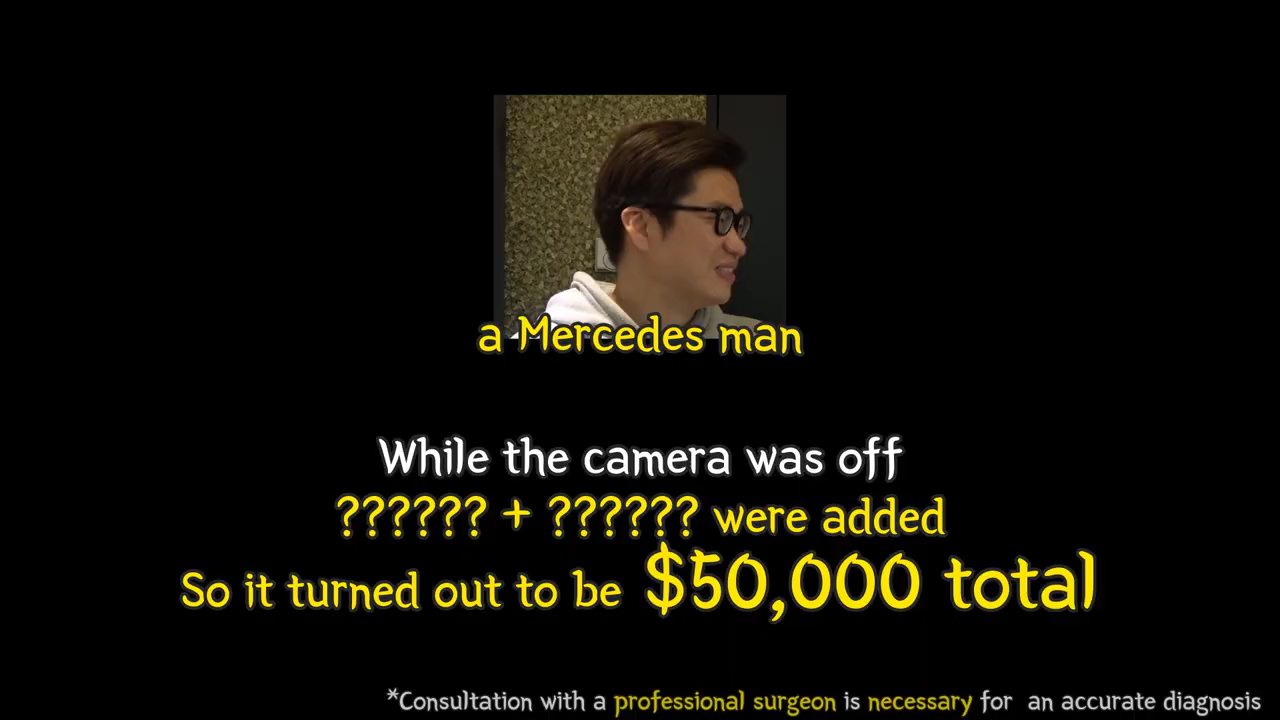 a Mercedes man
While the camera was off
?????? + ?????? were added
So it turned out to be $50,000 total
*Consultation with a professional surgeon is necessary for an accurate diagnosis